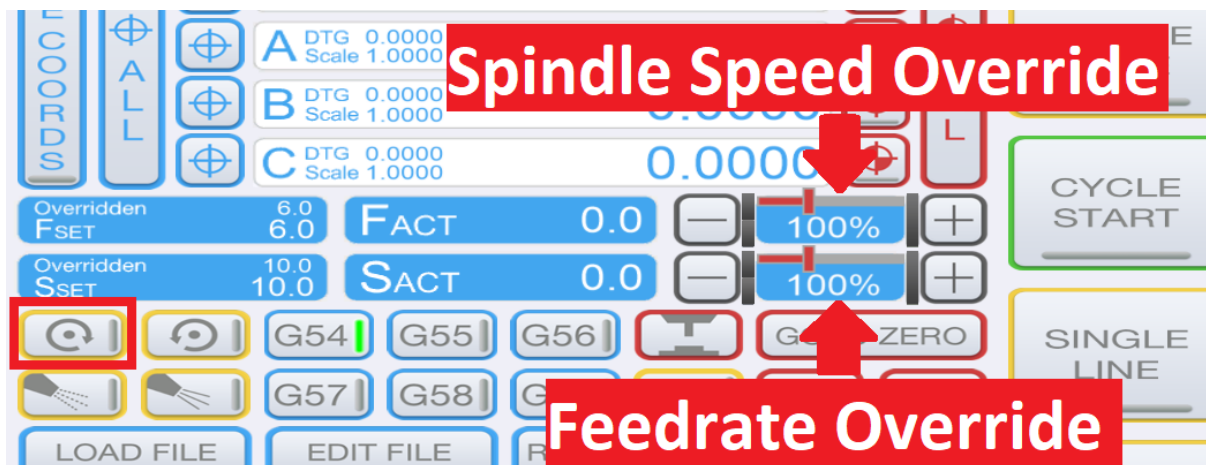 E COORDS
ALL
A DTG 0.0000
Scale 1.0000
Spindle Speed Override
E
B DTG 0.0000
Scale 1.0000
L
C DTG 0.0000
Scale 1.0000
0.0000
CYCLE
START
Overridden 6.0
FSET 6.0
FACT 0.0
100%
Overridden 10.0
SSET 10.0
SACT 0.0
100%
G54
G55
G56
ZERO
SINGLE
LINE
G57
G58
Feedrate Override
LOAD FILE
EDIT FILE
R